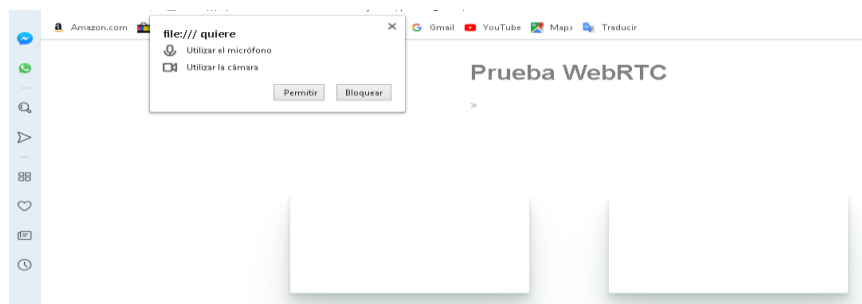 Amazon.com
Gmail YouTube Maps Traducir
file:/// quiere
Utilizar el micrófono
Utilizar la cámara
Permitir Bloquear
Prueba WebRTC
>